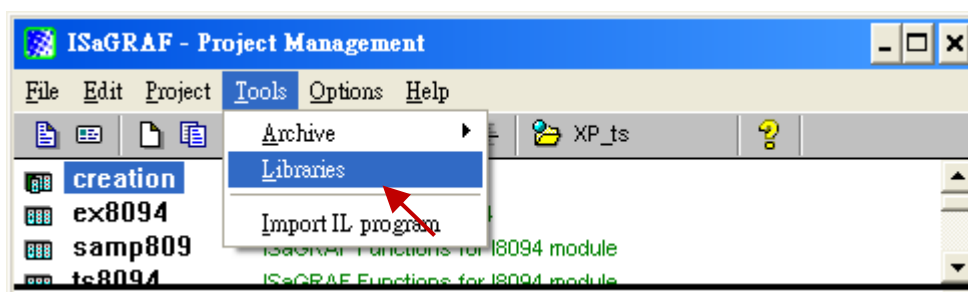 ISaGRAF - Project Management
File Edit Project Tools Options Help
XP_ts
Archive
Libraries
Import IL program
creation
ex8094
samp809 ISaGRAF Functions for I8094 module
ts8094 ISaGRAF Functions for I8094 module